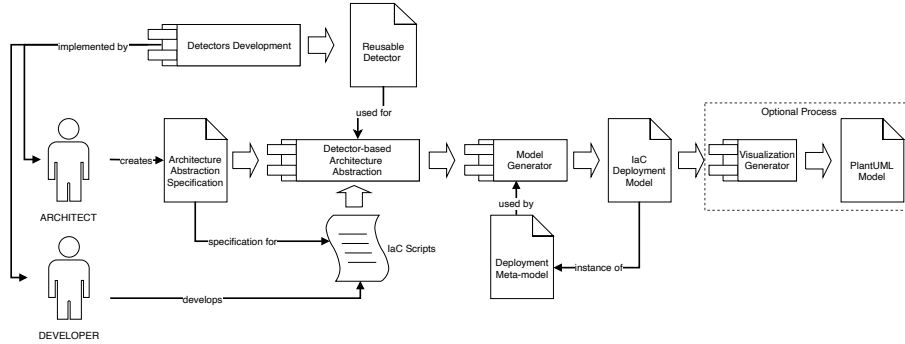 implemented by
Detectors Development
Reusable
Detector
used for
Optional Process
creates
Architecture
Abstraction
Specification
Detector-based
Architecture
Abstraction
Model
Generator
IaC
Deployment
Model
Visualization
Generator
PlantUML
Model
ARCHITECT
used by
specification for
IaC Scripts
Deployment
Meta-model
instance of
develops
DEVELOPER